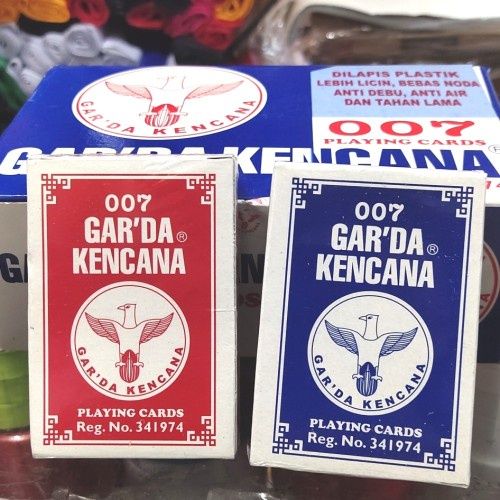 GAR'DA KENCANA
DILAPIS PLASTIK
LEBIH LICIN, BEBAS NODA
ANTI DEBU, ANTI AIR
DAN TAHAN LAMA
007
PLAYING CARDS
GAR'DA KENCANA®
007
GAR'DA®
KENCANA
GAR'DA KENCANA
PLAYING CARDS
Reg. No. 341974
007
GAR'DA®
KENCANA
GAR'DA KENCANA
PLAYING CARDS
Reg. No. 341974